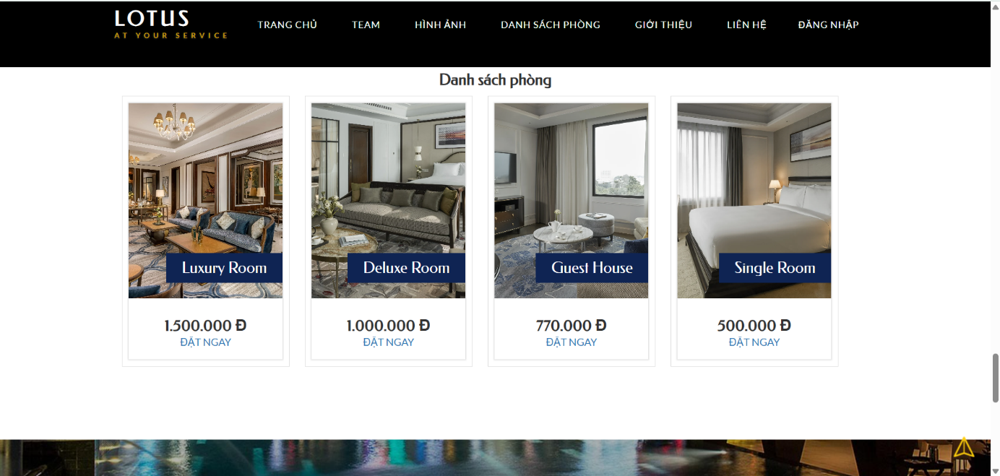 LOTUS
AT YOUR SERVICE
TRANG CHỦ
TEAM
HÌNH ẢNH
DANH SÁCH PHÒNG
GIỚI THIỆU
LIÊN HỆ
ĐĂNG NHẬP
Danh sách phòng
Luxury Room
1.500.000 Đ
ĐẶT NGAY
Deluxe Room
1.000.000 Đ
ĐẶT NGAY
Guest House
770.000 Đ
ĐẶT NGAY
Single Room
500.000 Đ
ĐẶT NGAY